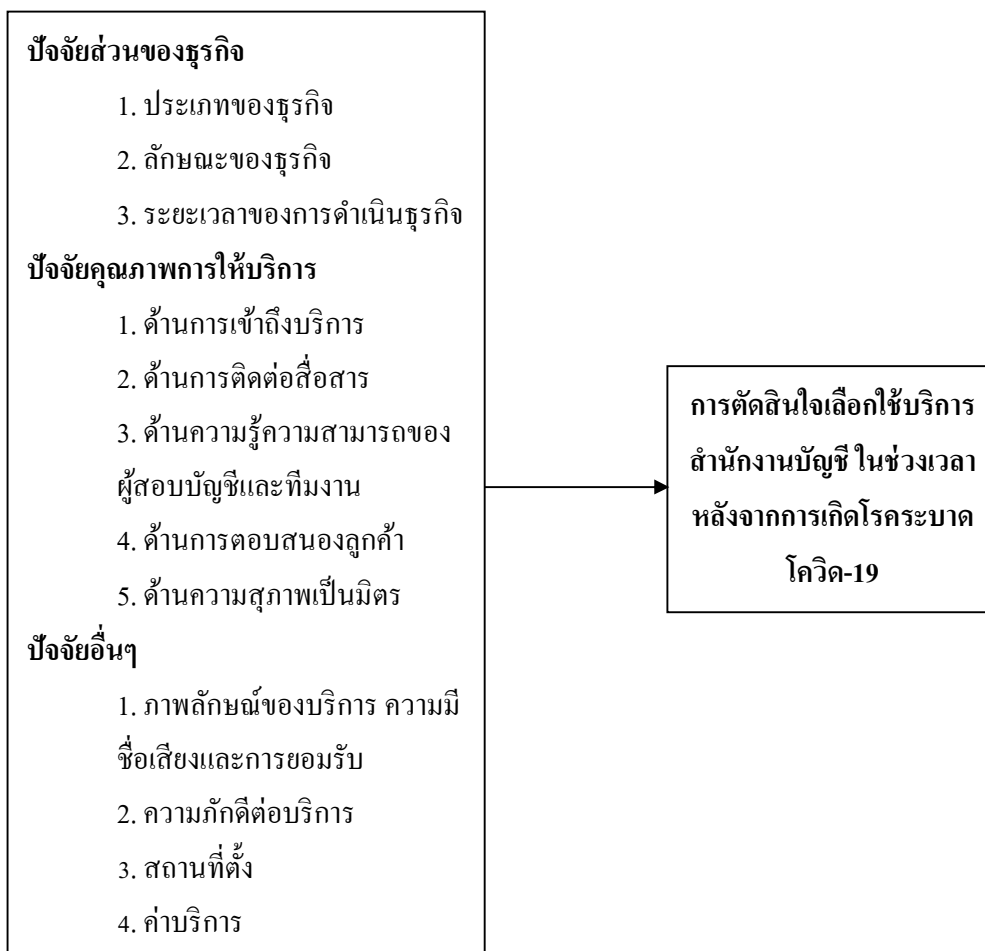 ปัจจัยส่วนของธุรกิจ
1. ประเภทของธุรกิจ
2. ลักษณะของธุรกิจ
3. ระยะเวลาของการดำเนินธุรกิจ
ปัจจัยคุณภาพการให้บริการ
1. ด้านการเข้าถึงบริการ
2. ด้านการติดต่อสื่อสาร
3. ด้านความรู้ความสามารถของ
ผู้สอบบัญชีและทีมงาน
4. ด้านการตอบสนองลูกค้า
5. ด้านความสุภาพเป็นมิตร
ปัจจัยอื่นๆ
1. ภาพลักษณ์ของบริการ ความมี
ชื่อเสียงและการยอมรับ
2. ความภักดีต่อบริการ
3. สถานที่ตั้ง
4. ค่าบริการ
การตัดสินใจเลือกใช้บริการ
สำนักงานบัญชี ในช่วงเวลา
หลังจากการเกิดโรคระบาด
โควิด-19